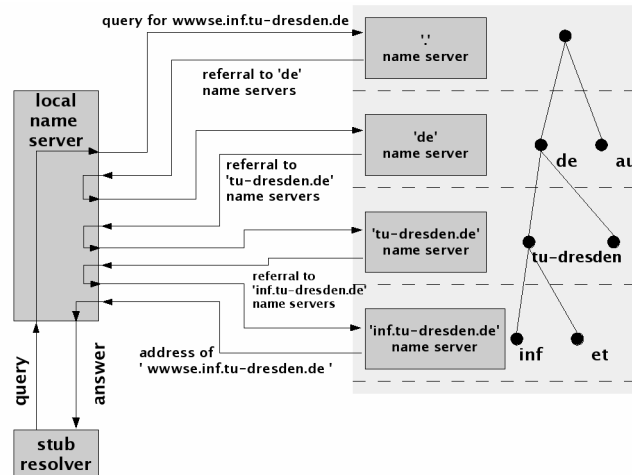 query for wwwse.inf.tu-dresden.de
'.'
name server
referral to 'de'
name servers
local
name
server
'de'
name server
de
au
referral to
'tu-dresden.de'
name servers
'tu-dresden.de'
name server
tu-dresden
referral to
'inf.tu-dresden.de'
name servers
'inf.tu-dresden.de'
name server
inf
et
address of
' wwwse.inf.tu-dresden.de '
query
answer
stub
resolver